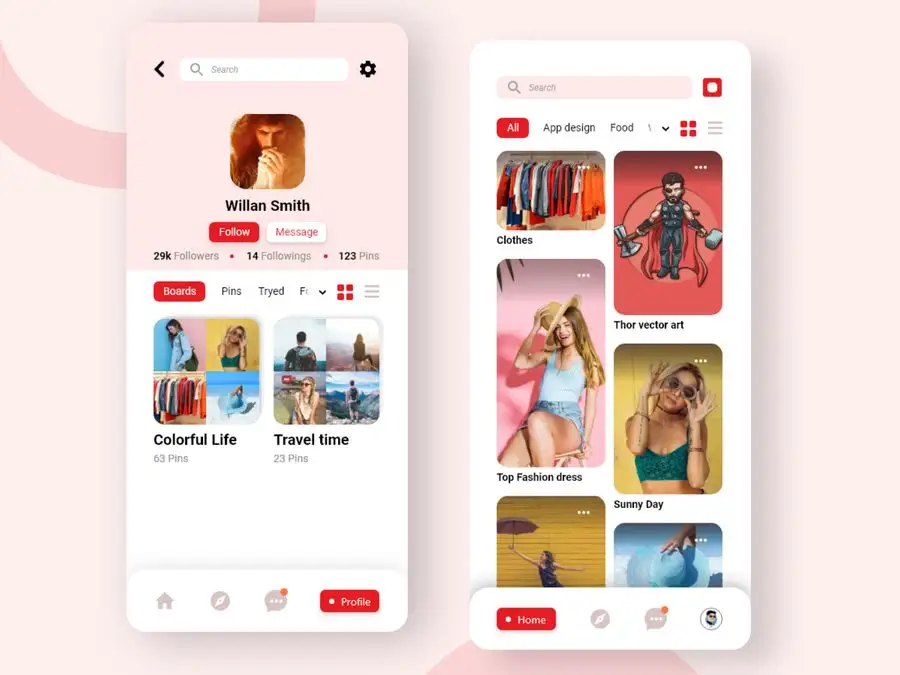 Search
Willan Smith
Follow
Message
29k Followers • 14 Followings • 123 Pins
Boards
Pins
Tryed
Colorful Life
63 Pins
Travel time
23 Pins
Profile
Search
All
App design
Food
Clothes
Thor vector art
Top Fashion dress
Sunny Day
Home